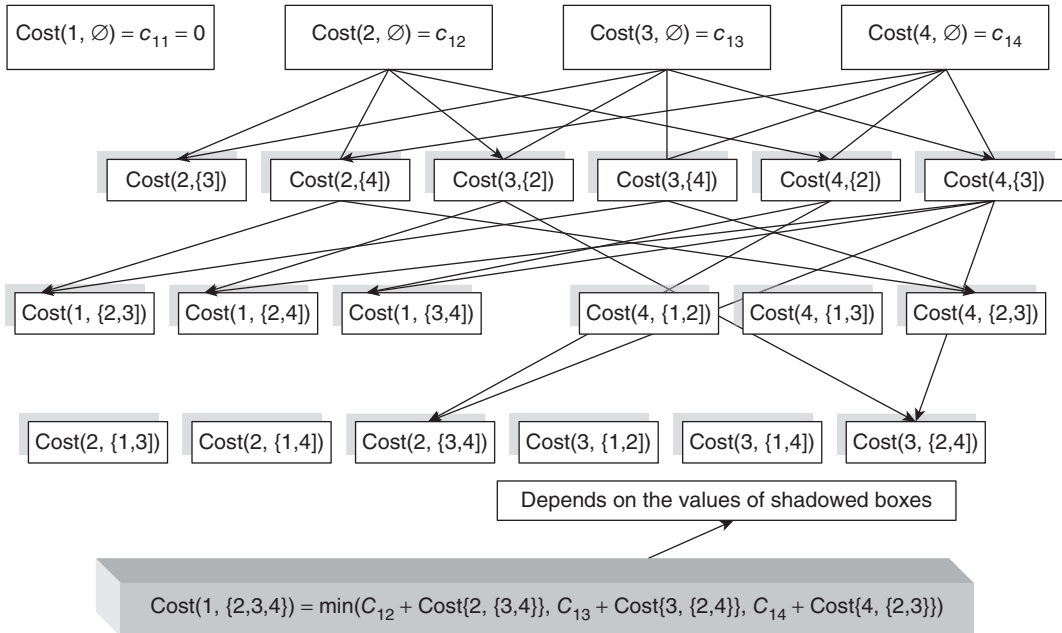 Cost(1, ∅) = c₁₁ = 0
Cost(2, ∅) = c₁₂
Cost(3, ∅) = c₁₃
Cost(4, ∅) = c₁₄
Cost(2,{3])
Cost(2,{4])
Cost(3,{2])
Cost(3,{4])
Cost(4,{2])
Cost(4,{3])
Cost(1, {2,3])
Cost(1, {2,4])
Cost(1, {3,4])
Cost(4, {1,2])
Cost(4, {1,3])
Cost(4, {2,3])
Cost(2, {1,3])
Cost(2, {1,4])
Cost(2, {3,4])
Cost(3, {1,2])
Cost(3, {1,4])
Cost(3, {2,4])
Depends on the values of shadowed boxes
Cost(1, {2,3,4}) = min(C₁₂ + Cost{2, {3,4}}, C₁₃ + Cost{3, {2,4}}, C₁₄ + Cost{4, {2,3}})